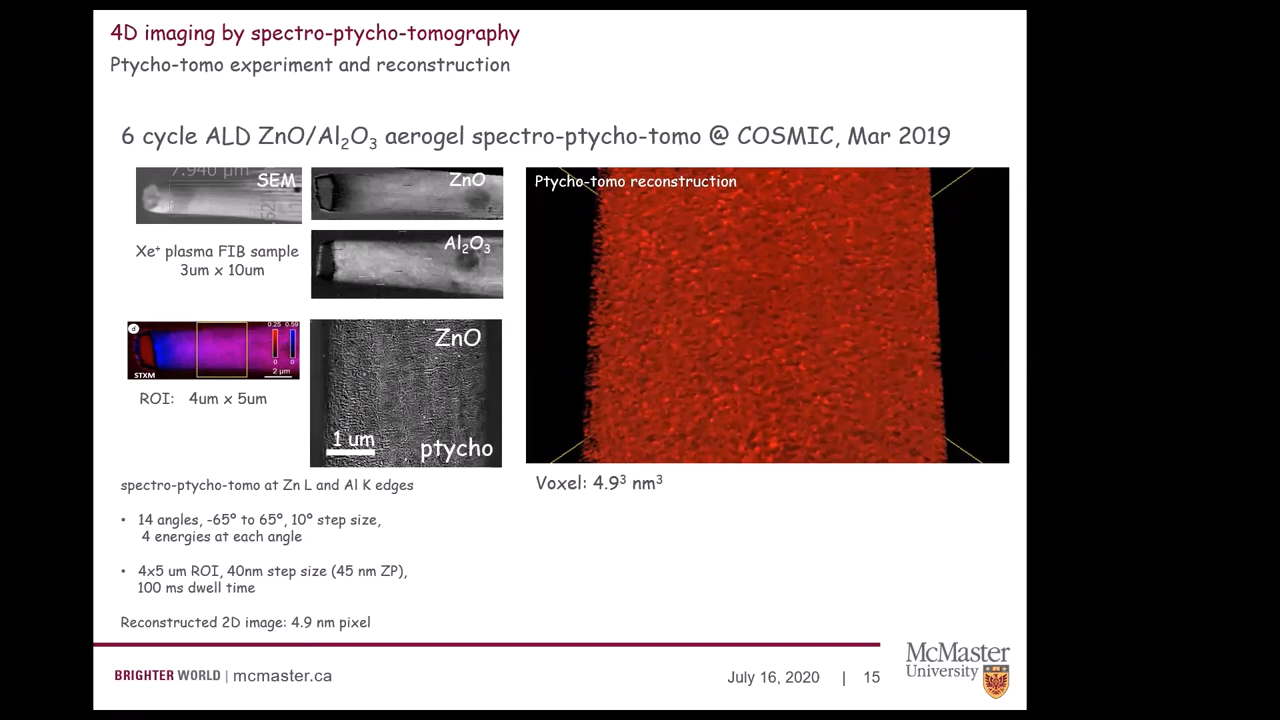 4D imaging by spectro-ptycho-tomography
Ptycho-tomo experiment and reconstruction
6 cycle ALD ZnO/Al₂O₃ aerogel spectro-ptycho-tomo @ COSMIC, Mar 2019
7.940 µm
SEM
ZnO
Ptycho-tomo reconstruction
Xe⁺ plasma FIB sample
3um x 10um
Al₂O₃
d
0.25 0.59
0 0
STXM
2 µm
ZnO
1 um
ptycho
ROI: 4um x 5um
Voxel: 4.9³ nm³
spectro-ptycho-tomo at Zn L and Al K edges
• 14 angles, -65º to 65º, 10º step size,
4 energies at each angle
• 4x5 um ROI, 40nm step size (45 nm ZP),
100 ms dwell time
Reconstructed 2D image: 4.9 nm pixel
BRIGHTER WORLD | mcmaster.ca
July 16, 2020 | 15
McMaster
University